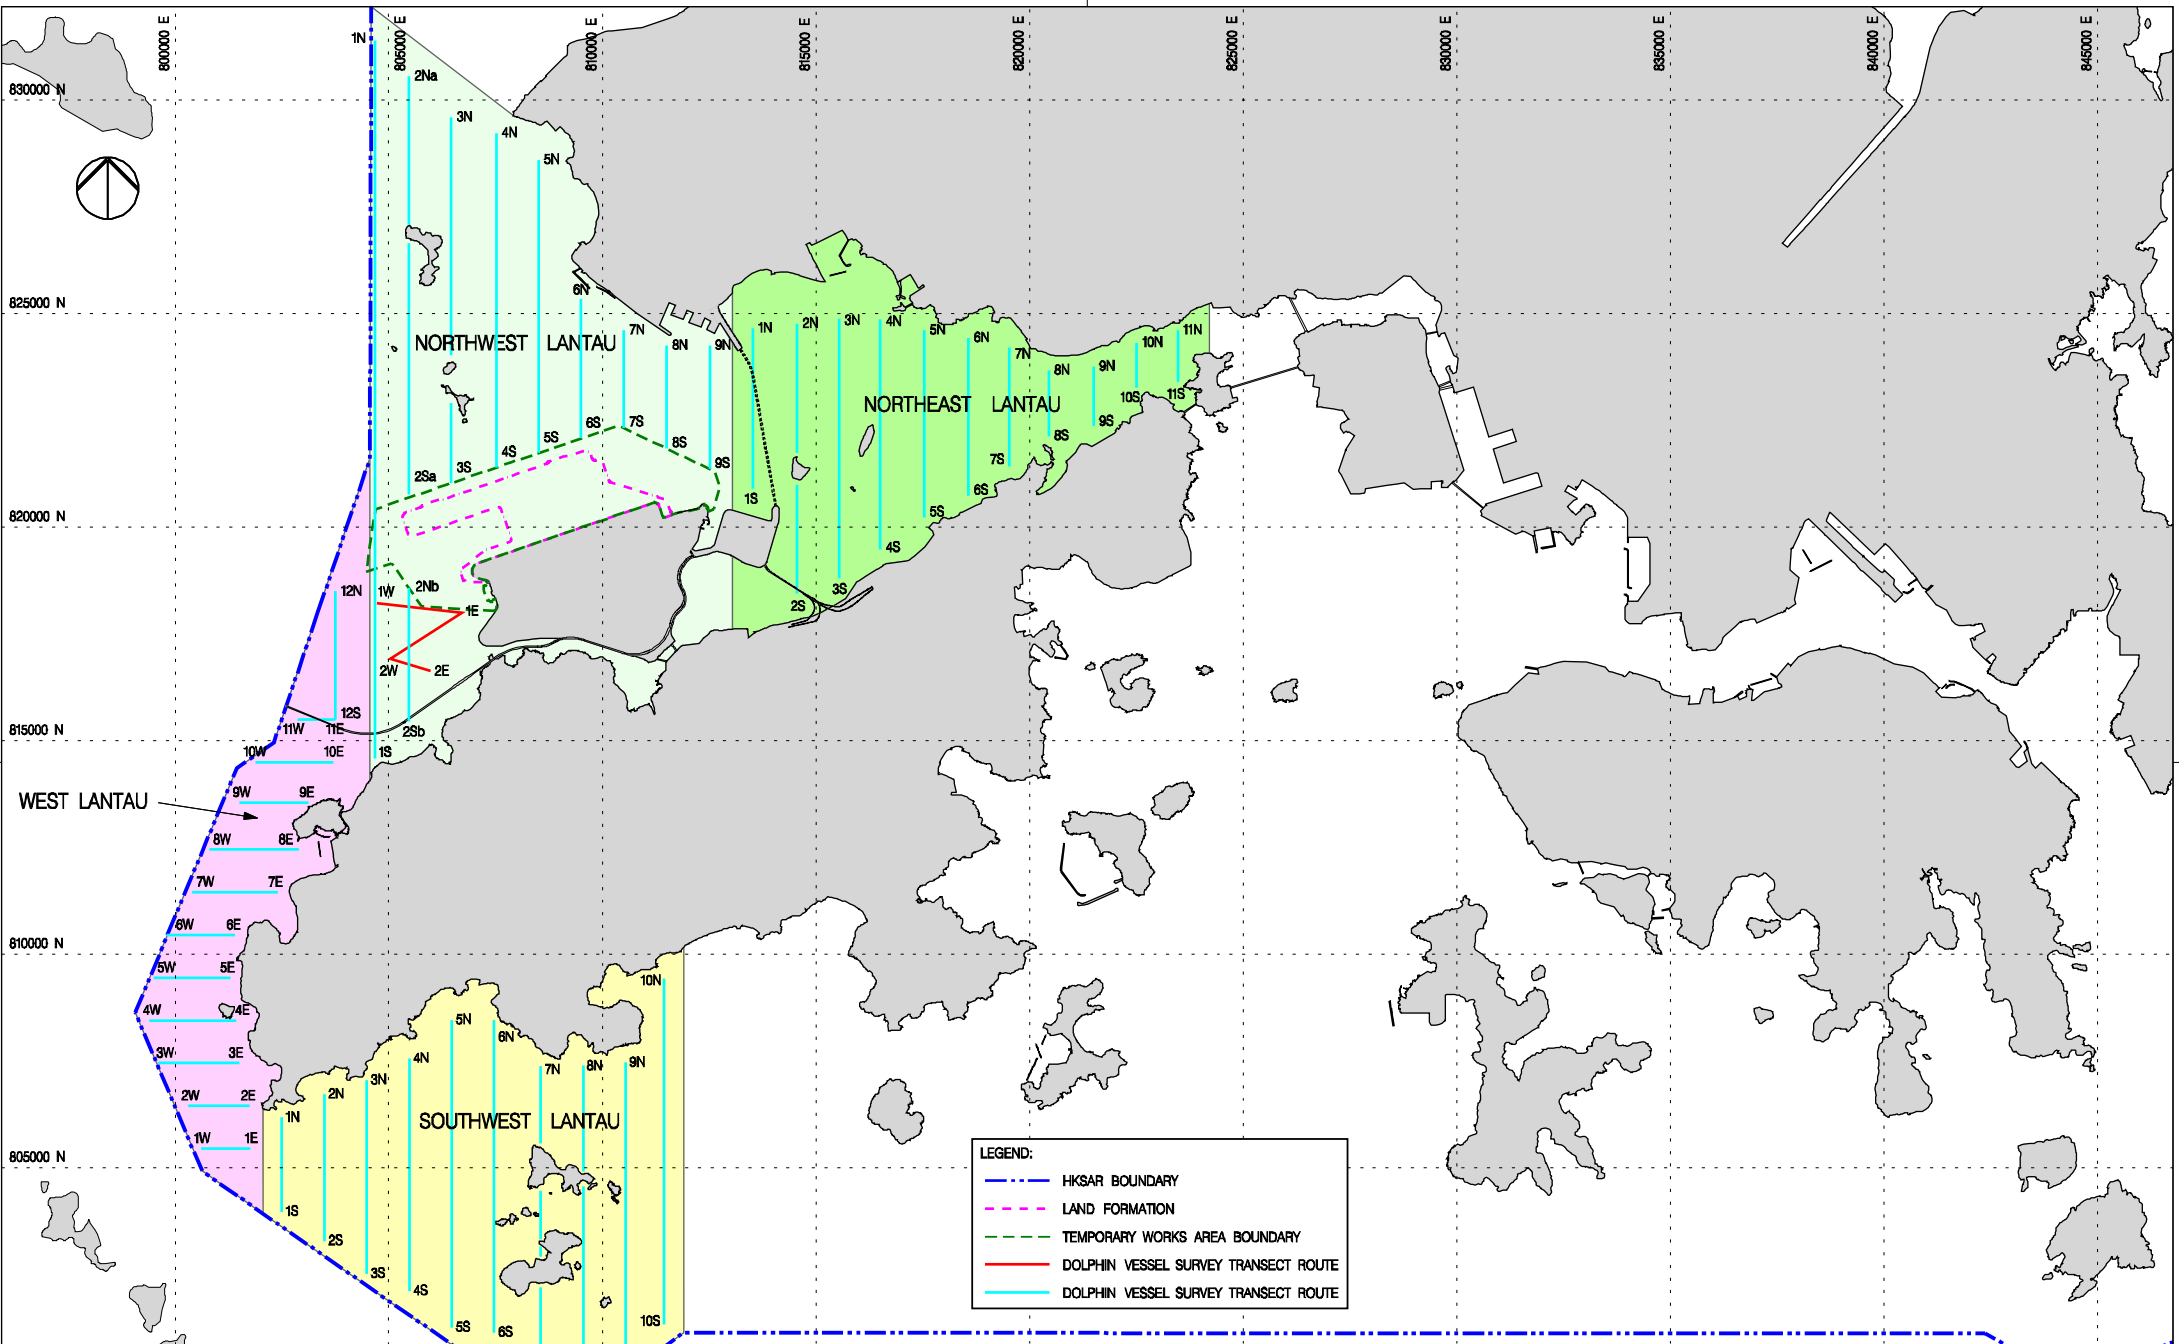 800000 E
805000 E
810000 E
815000 E
820000 E
825000 E
830000 E
835000 E
840000 E
845000 E
830000 N
825000 N
820000 N
815000 N
810000 N
805000 N
1N
2Na
3N
4N
5N
6N
7N
8N
9N
NORTHWEST LANTAU
2Sa
3S
4S
5S
6S
7S
8S
9S
1W
2Nb
1E
2W
2E
2Sb
1S
1N
2N
3N
4N
5N
6N
7N
8N
9N
10N
11N
NORTHEAST LANTAU
1S
2S
3S
4S
5S
6S
7S
8S
9S
10S
11S
12N
12S
11W 11E
10W 10E
WEST LANTAU
9W 9E
8W 8E
7W 7E
6W 6E
5W 5E
4W 4E
3W 3E
2W 2E
1W 1E
1N
2N
3N
4N
5N
6N
7N
8N
9N
10N
SOUTHWEST LANTAU
1S
2S
3S
4S
5S
6S
10S
LEGEND:
HKSAR BOUNDARY
LAND FORMATION
TEMPORARY WORKS AREA BOUNDARY
DOLPHIN VESSEL SURVEY TRANSECT ROUTE
DOLPHIN VESSEL SURVEY TRANSECT ROUTE